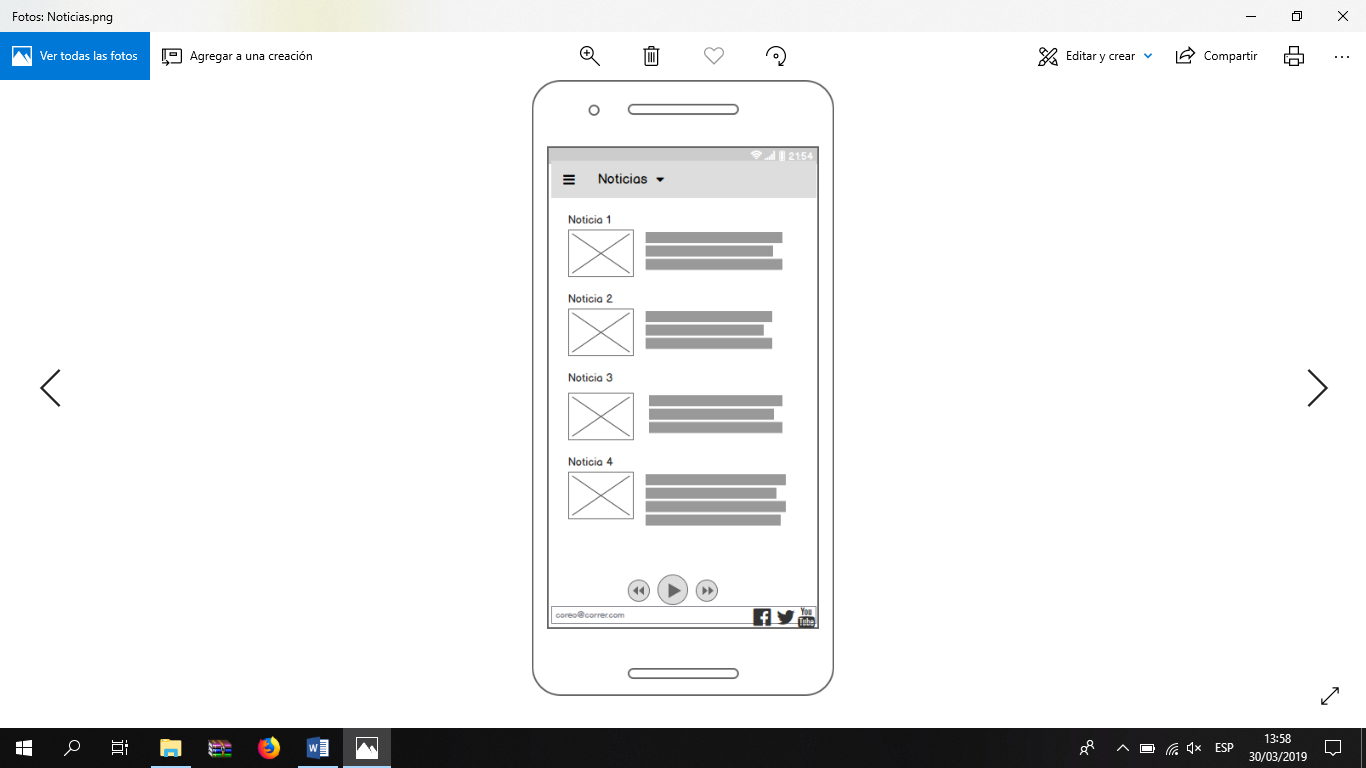 Fotos: Noticias.png
Ver todas las fotos
Agregar a una creación
Editar y crear
Compartir
21:54
Noticias
Noticia 1
Noticia 2
Noticia 3
Noticia 4
coreo@correr.com
You
Tube
ESP
13:58
30/03/2019